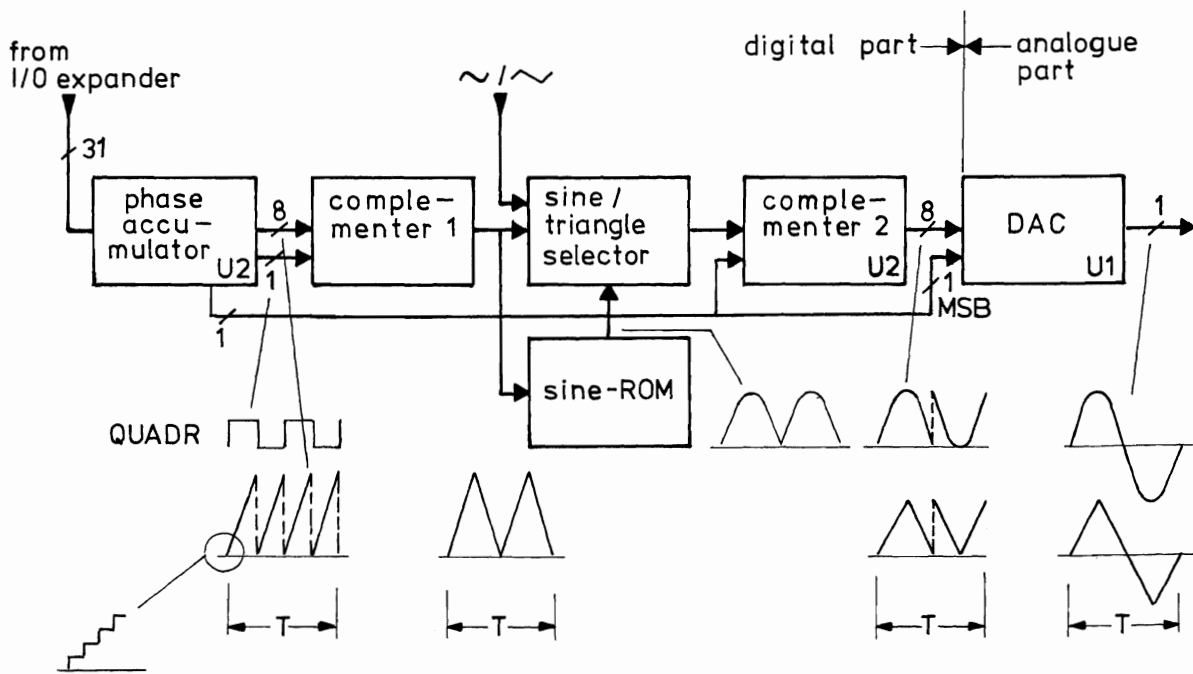 from
I/O expander
31
~/~
digital part
analogue
part
phase
accu-
mulator
U2
8
1
comple-
menter 1
sine/
triangle
selector
comple-
menter 2
U2
8
DAC
U1
1
1
MSB
1
sine-ROM
QUADR
T
T
T
T